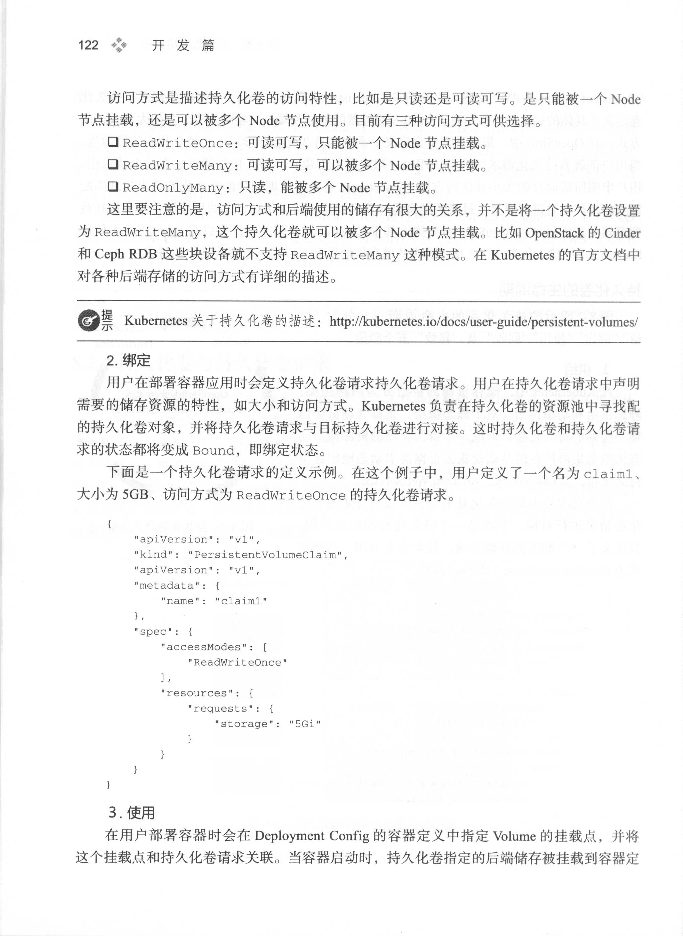 122 开 发 篇
访问方式是描述持久化卷的访问特性，比如是只读还是可读可写。是只能被一个 Node
节点挂载，还是可以被多个 Node 节点使用。目前有三种访问方式可供选择。
❑ ReadWriteOnce：可读可写，只能被一个 Node 节点挂载。
❑ ReadWriteMany：可读可写，可以被多个 Node 节点挂载。
❑ ReadOnlyMany：只读，能被多个 Node 节点挂载。
这里要注意的是，访问方式和后端使用的储存有很大的关系，并不是将一个持久化卷设置
为 ReadWriteMany，这个持久化卷就可以被多个 Node 节点挂载。比如 OpenStack 的 Cinder
和 Ceph RDB 这些块设备就不支持 ReadWriteMany 这种模式。在 Kubernetes 的官方文档中
对各种后端存储的访问方式有详细的描述。
提示 Kubernetes 关于持久化卷的描述：http://kubernetes.io/docs/user-guide/persistent-volumes/
2. 绑定
用户在部署容器应用时会定义持久化卷请求持久化卷请求。用户在持久化卷请求中声明
需要的储存资源的特性，如大小和访问方式。Kubernetes 负责在持久化卷的资源池中寻找配
的持久化卷对象，并将持久化卷请求与目标持久化卷进行对接。这时持久化卷和持久化卷请
求的状态都将变成 Bound，即绑定状态。
下面是一个持久化卷请求的定义示例。在这个例子中，用户定义了一个名为 claim1、
大小为 5GB、访问方式为 ReadWriteOnce 的持久化卷请求。
{
"apiVersion": "v1",
"kind": "PersistentVolumeClaim",
"apiVersion": "v1",
"metadata": {
"name": "claim1"
},
"spec": {
"accessModes": [
"ReadWriteOnce"
],
"resources": {
"requests": {
"storage": "5Gi"
}
}
}
}
3. 使用
在用户部署容器时会在 Deployment Config 的容器定义中指定 Volume 的挂载点，并将
这个挂载点和持久化卷请求关联。当容器启动时，持久化卷指定的后端储存被挂载到容器定